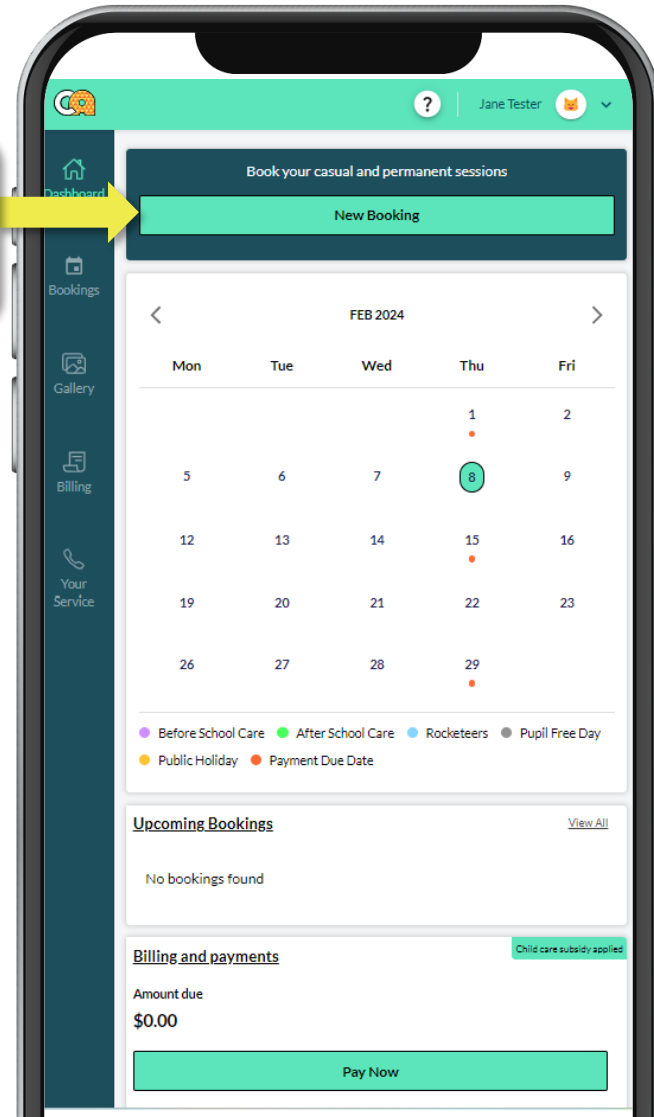 ? Jane Tester
Dashboard
Bookings
Gallery
Billing
Your
Service
Book your casual and permanent sessions
New Booking
FEB 2024
Mon Tue Wed Thu Fri
1 2
5 6 7 8 9
12 13 14 15 16
19 20 21 22 23
26 27 28 29
Before School Care After School Care Rocketeers Pupil Free Day
Public Holiday Payment Due Date
Upcoming Bookings View All
No bookings found
Billing and payments Child care subsidy applied
Amount due
$0.00
Pay Now